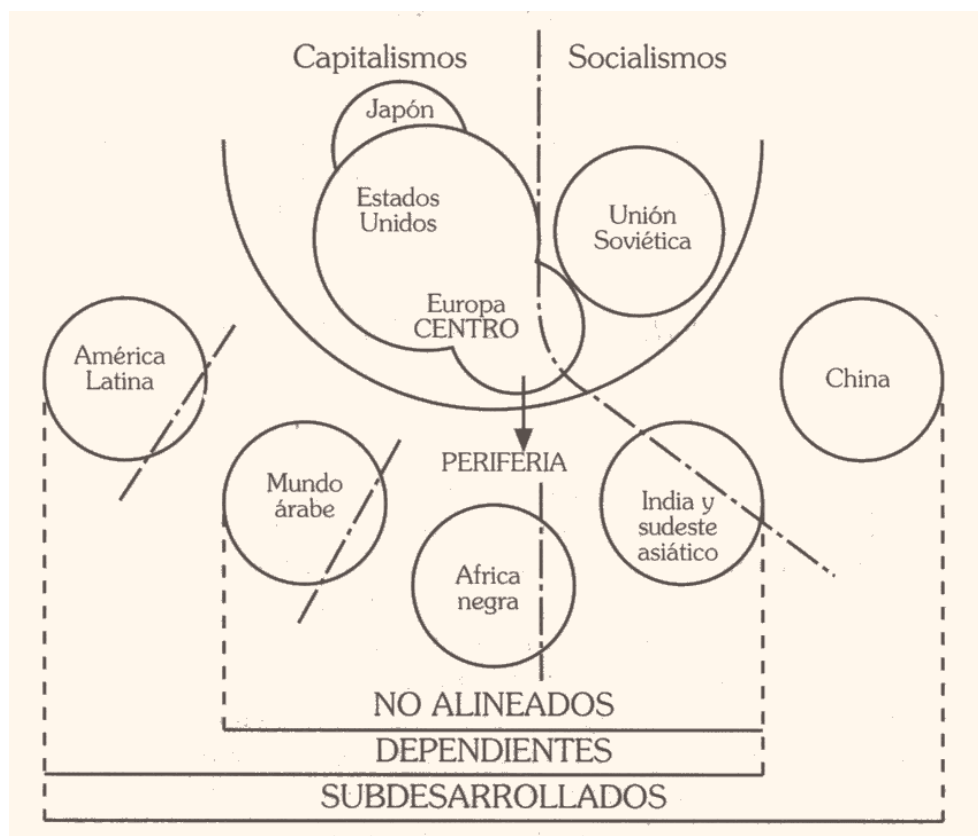 Capitalismos
Socialismos
Japón
Estados
Unidos
Unión
Soviética
Europa
CENTRO
América
Latina
China
PERIFERIA
Mundo
árabe
India y
sudeste
asiático
Africa
negra
NO ALINEADOS
DEPENDIENTES
SUBDESARROLLADOS